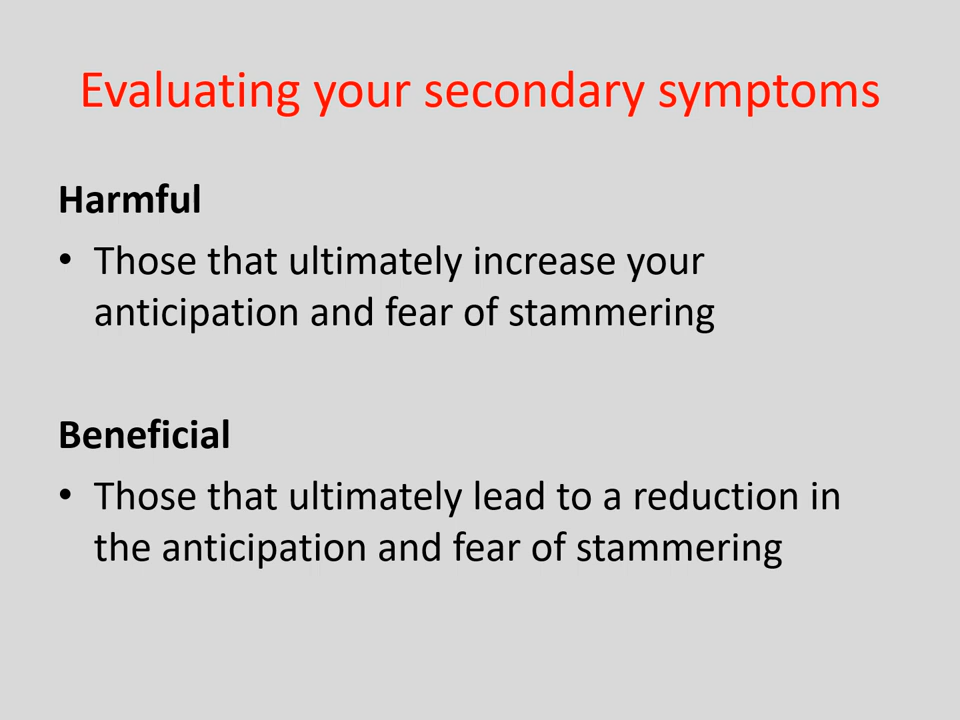 Evaluating your secondary symptoms
Harmful
• Those that ultimately increase your
anticipation and fear of stammering
Beneficial
• Those that ultimately lead to a reduction in
the anticipation and fear of stammering